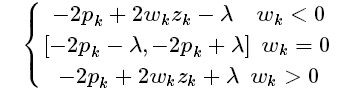 −2p_k + 2w_k z_k − λ   w_k < 0
[−2p_k − λ, −2p_k + λ]   w_k = 0
−2p_k + 2w_k z_k + λ   w_k > 0